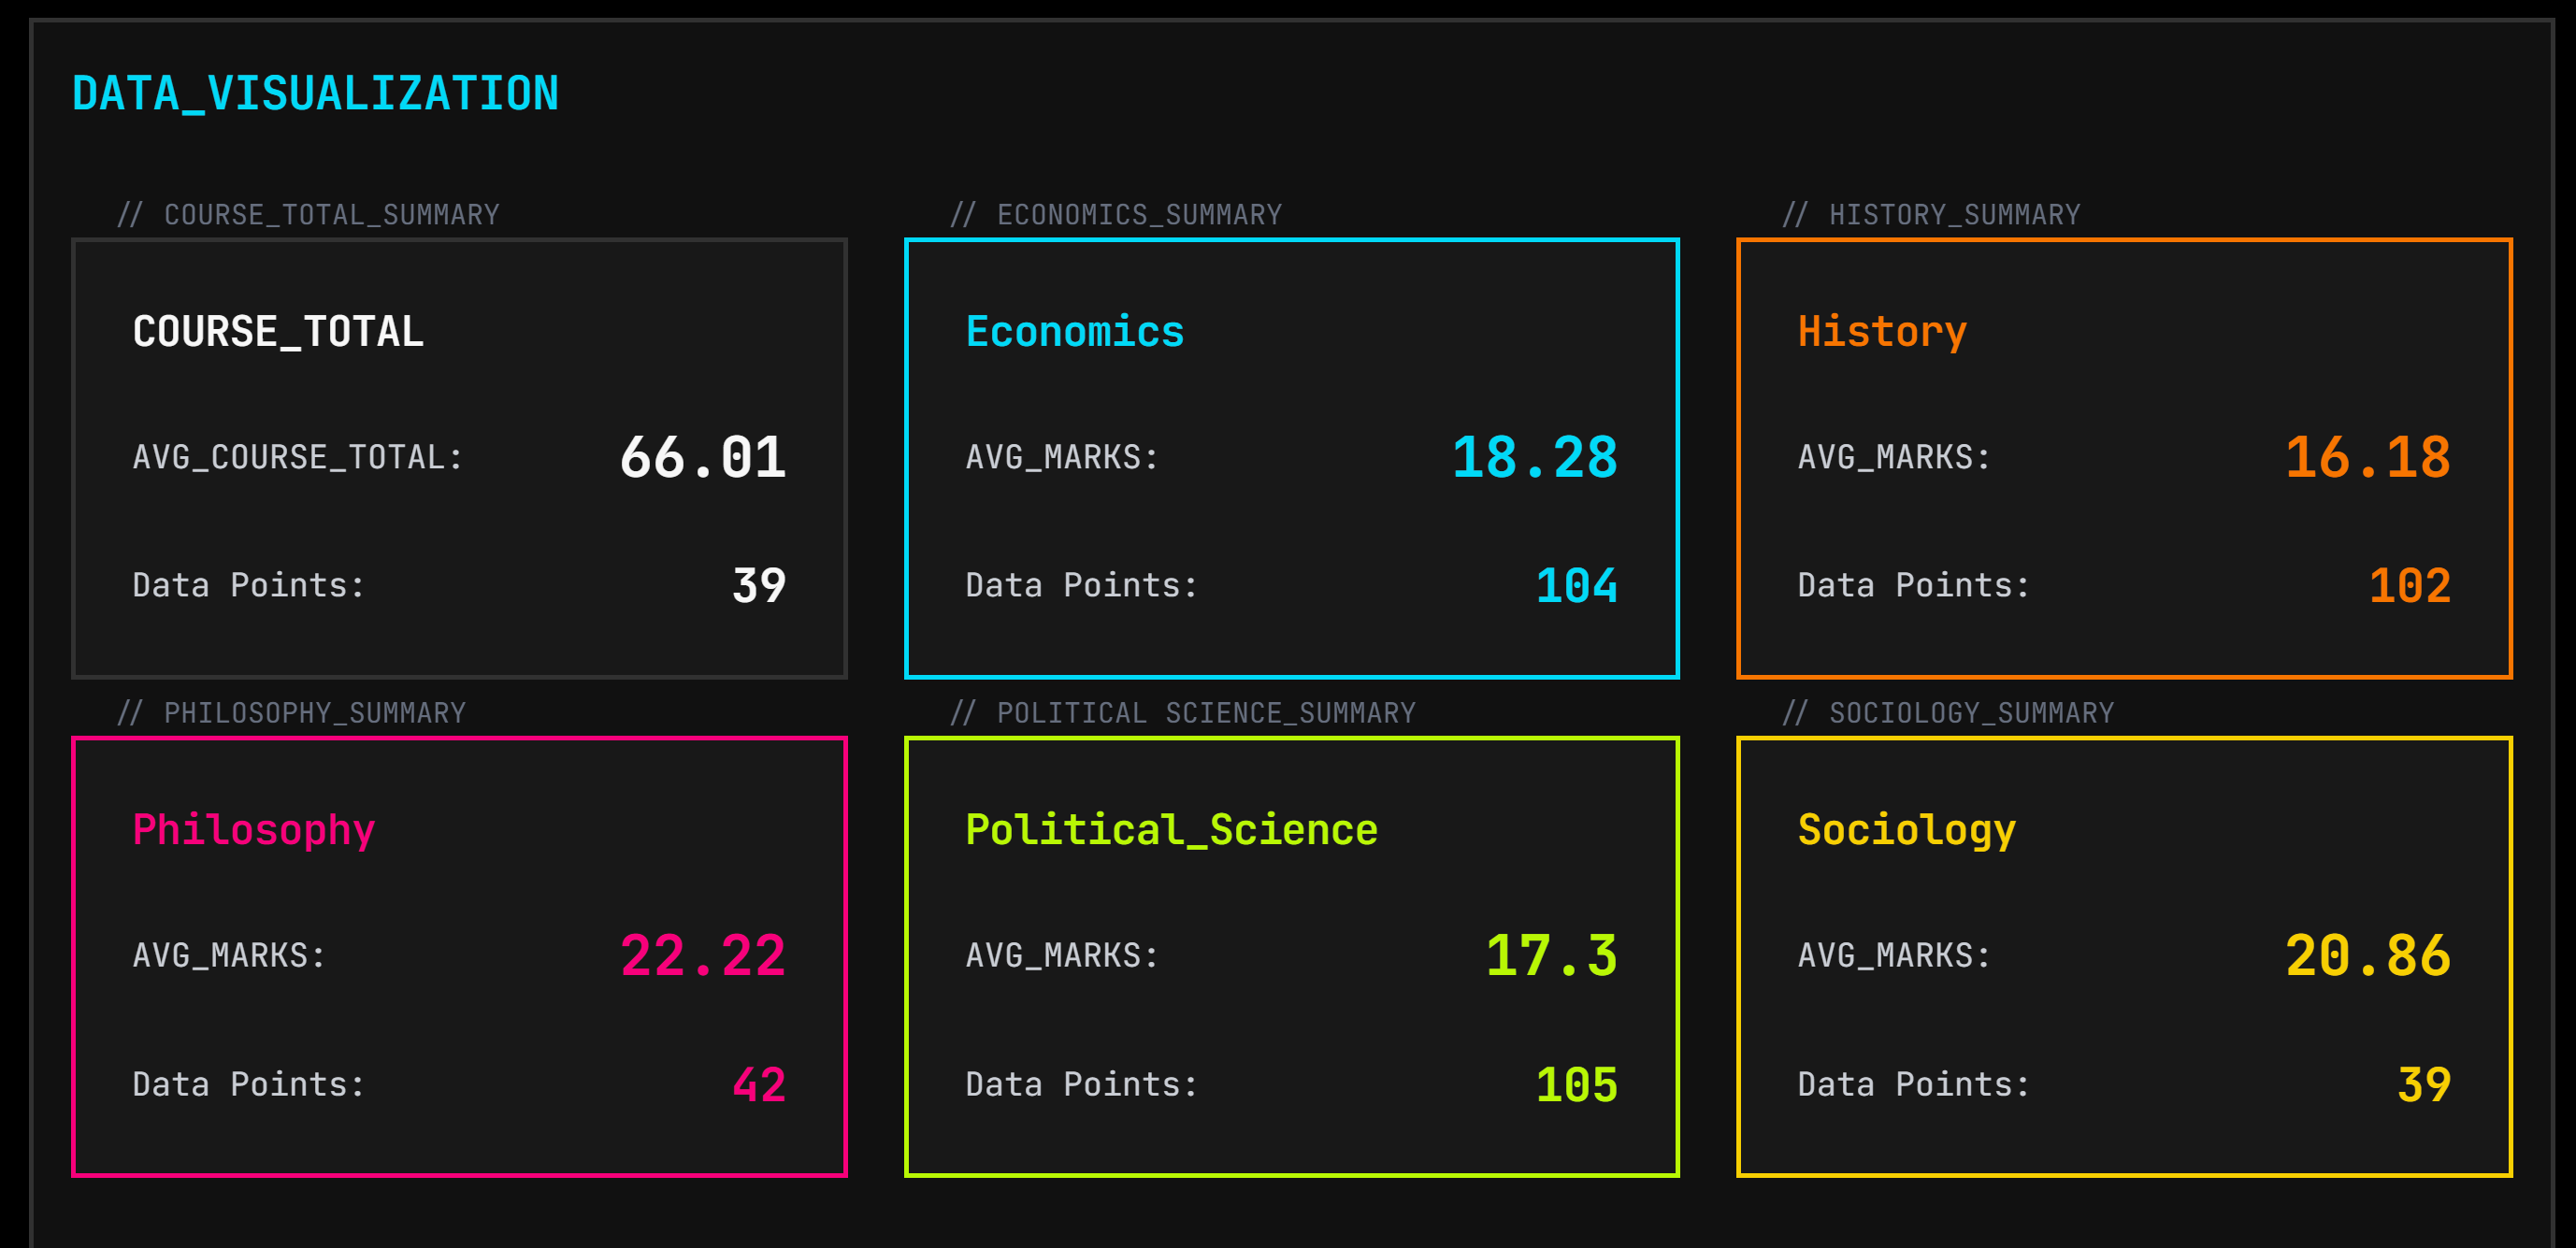 DATA_VISUALIZATION
// COURSE_TOTAL_SUMMARY
COURSE_TOTAL
AVG_COURSE_TOTAL: 66.01
Data Points: 39
// ECONOMICS_SUMMARY
Economics
AVG_MARKS: 18.28
Data Points: 104
// HISTORY_SUMMARY
History
AVG_MARKS: 16.18
Data Points: 102
// PHILOSOPHY_SUMMARY
Philosophy
AVG_MARKS: 22.22
Data Points: 42
// POLITICAL SCIENCE_SUMMARY
Political_Science
AVG_MARKS: 17.3
Data Points: 105
// SOCIOLOGY_SUMMARY
Sociology
AVG_MARKS: 20.86
Data Points: 39